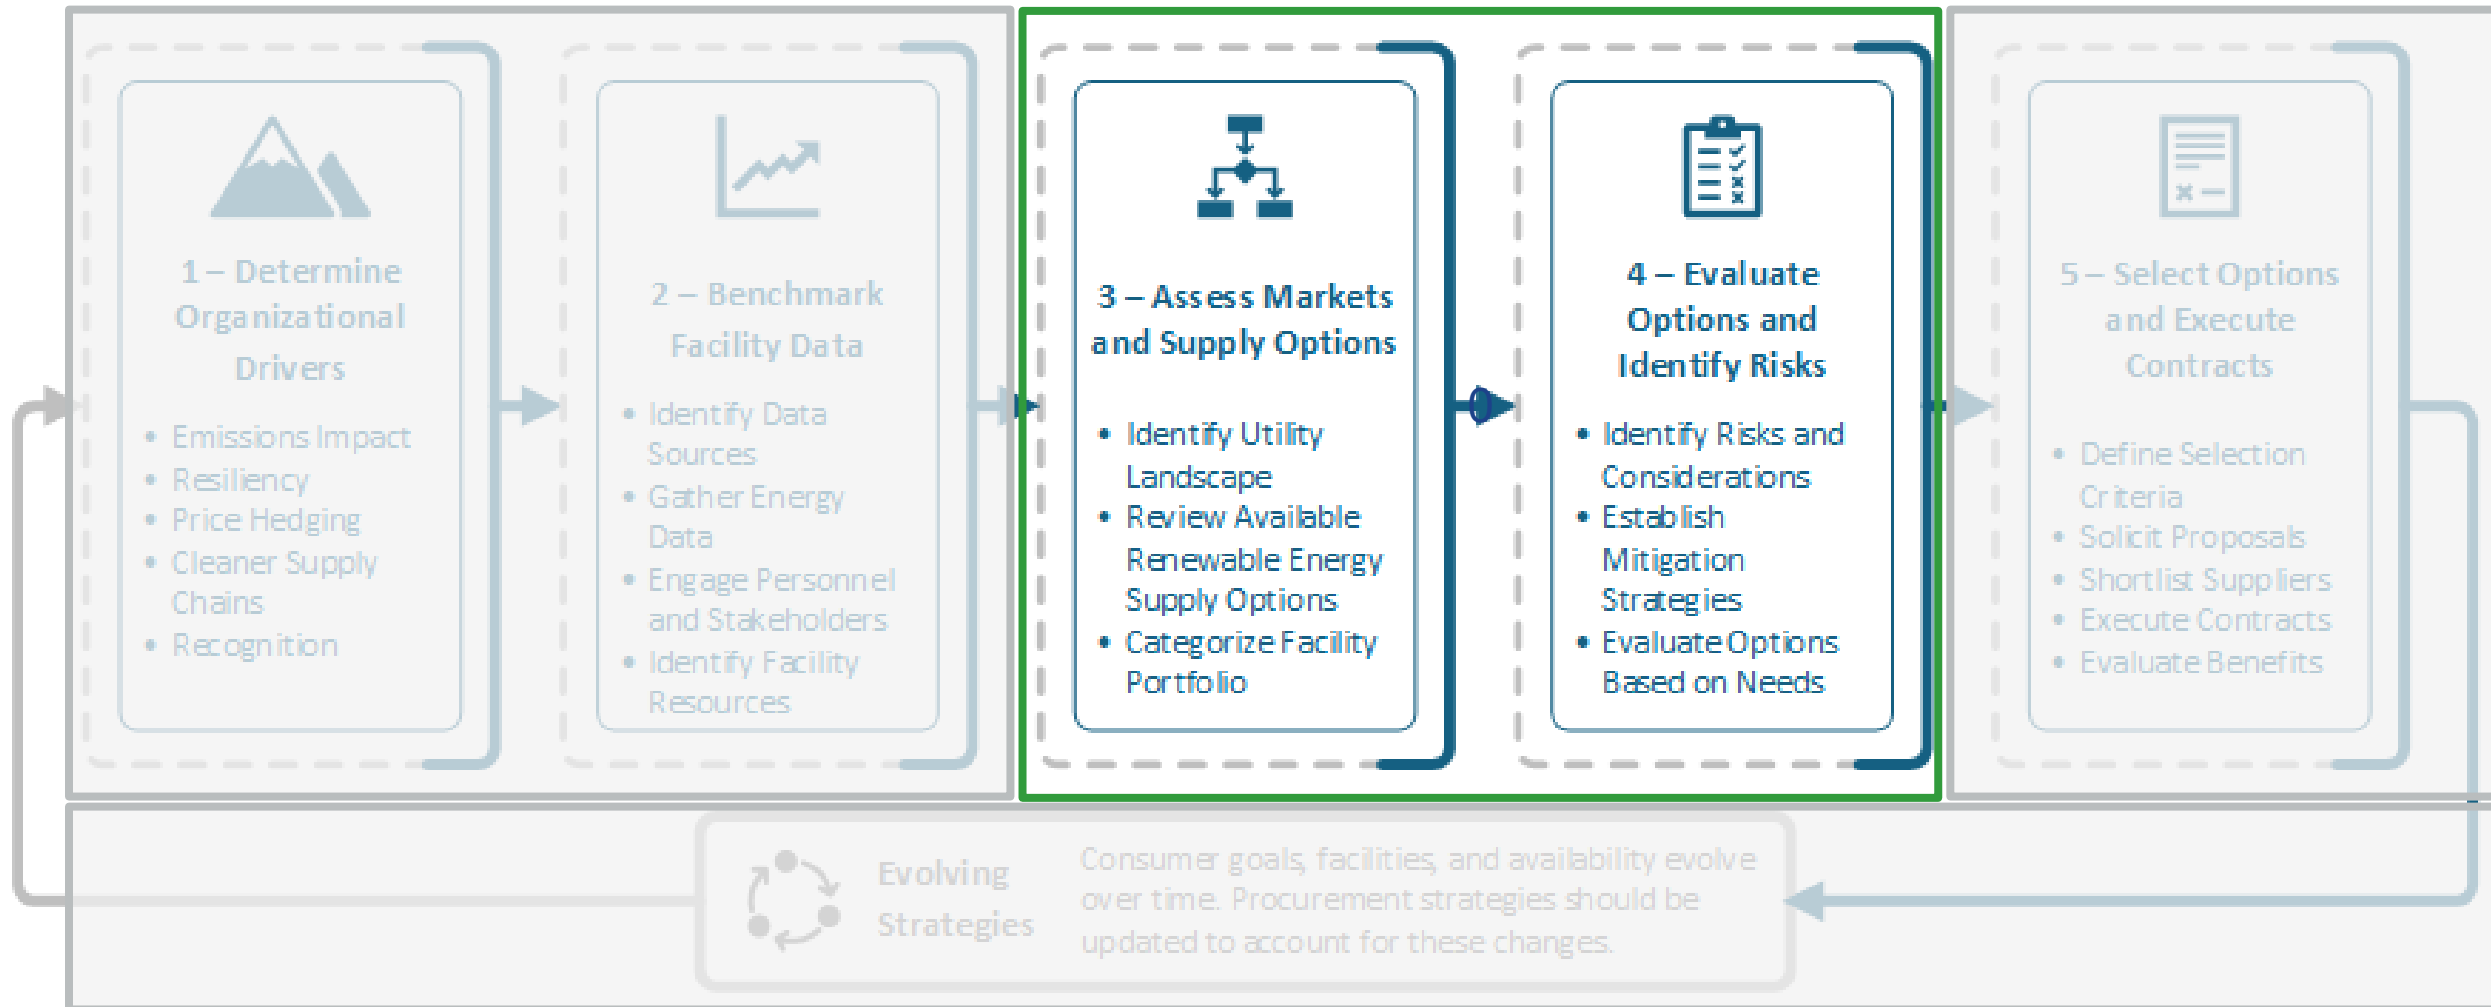 1 – Determine
Organizational
Drivers
• Emissions Impact
• Resiliency
• Price Hedging
• Cleaner Supply
Chains
• Recognition
2 – Benchmark
Facility Data
• Identify Data
Sources
• Gather Energy
Data
• Engage Personnel
and Stakeholders
• Identify Facility
Resources
3 – Assess Markets
and Supply Options
• Identify Utility
Landscape
• Review Available
Renewable Energy
Supply Options
• Categorize Facility
Portfolio
4 – Evaluate
Options and
Identify Risks
• Identify Risks and
Considerations
• Establish
Mitigation
Strategies
• Evaluate Options
Based on Needs
5 – Select Options
and Execute
Contracts
• Define Selection
Criteria
• Solicit Proposals
• Shortlist Suppliers
• Execute Contracts
• Evaluate Benefits
Evolving
Strategies
Consumer goals, facilities, and availability evolve
over time. Procurement strategies should be
updated to account for these changes.